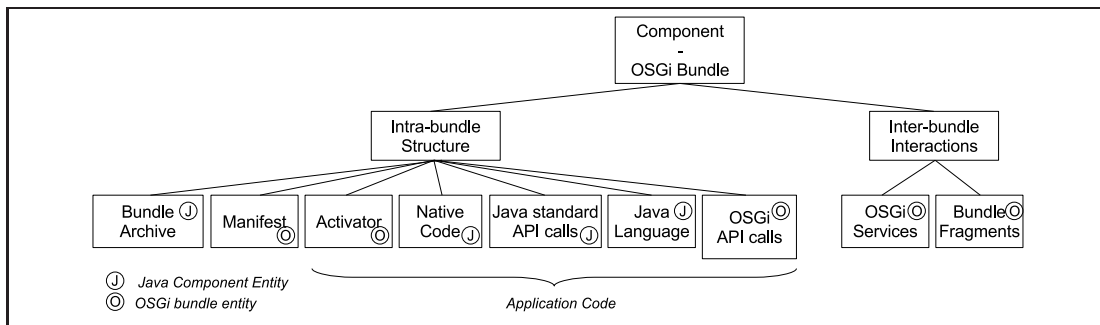 Component
-
OSGi Bundle
Intra-bundle
Structure
Inter-bundle
Interactions
Bundle J
Archive
Manifest
O
Activator
O
Native
Code J
Java standard
API calls J
Java J
Language
OSGi O
API calls
OSGi O
Services
Bundle O
Fragments
J Java Component Entity
O OSGi bundle entity
Application Code